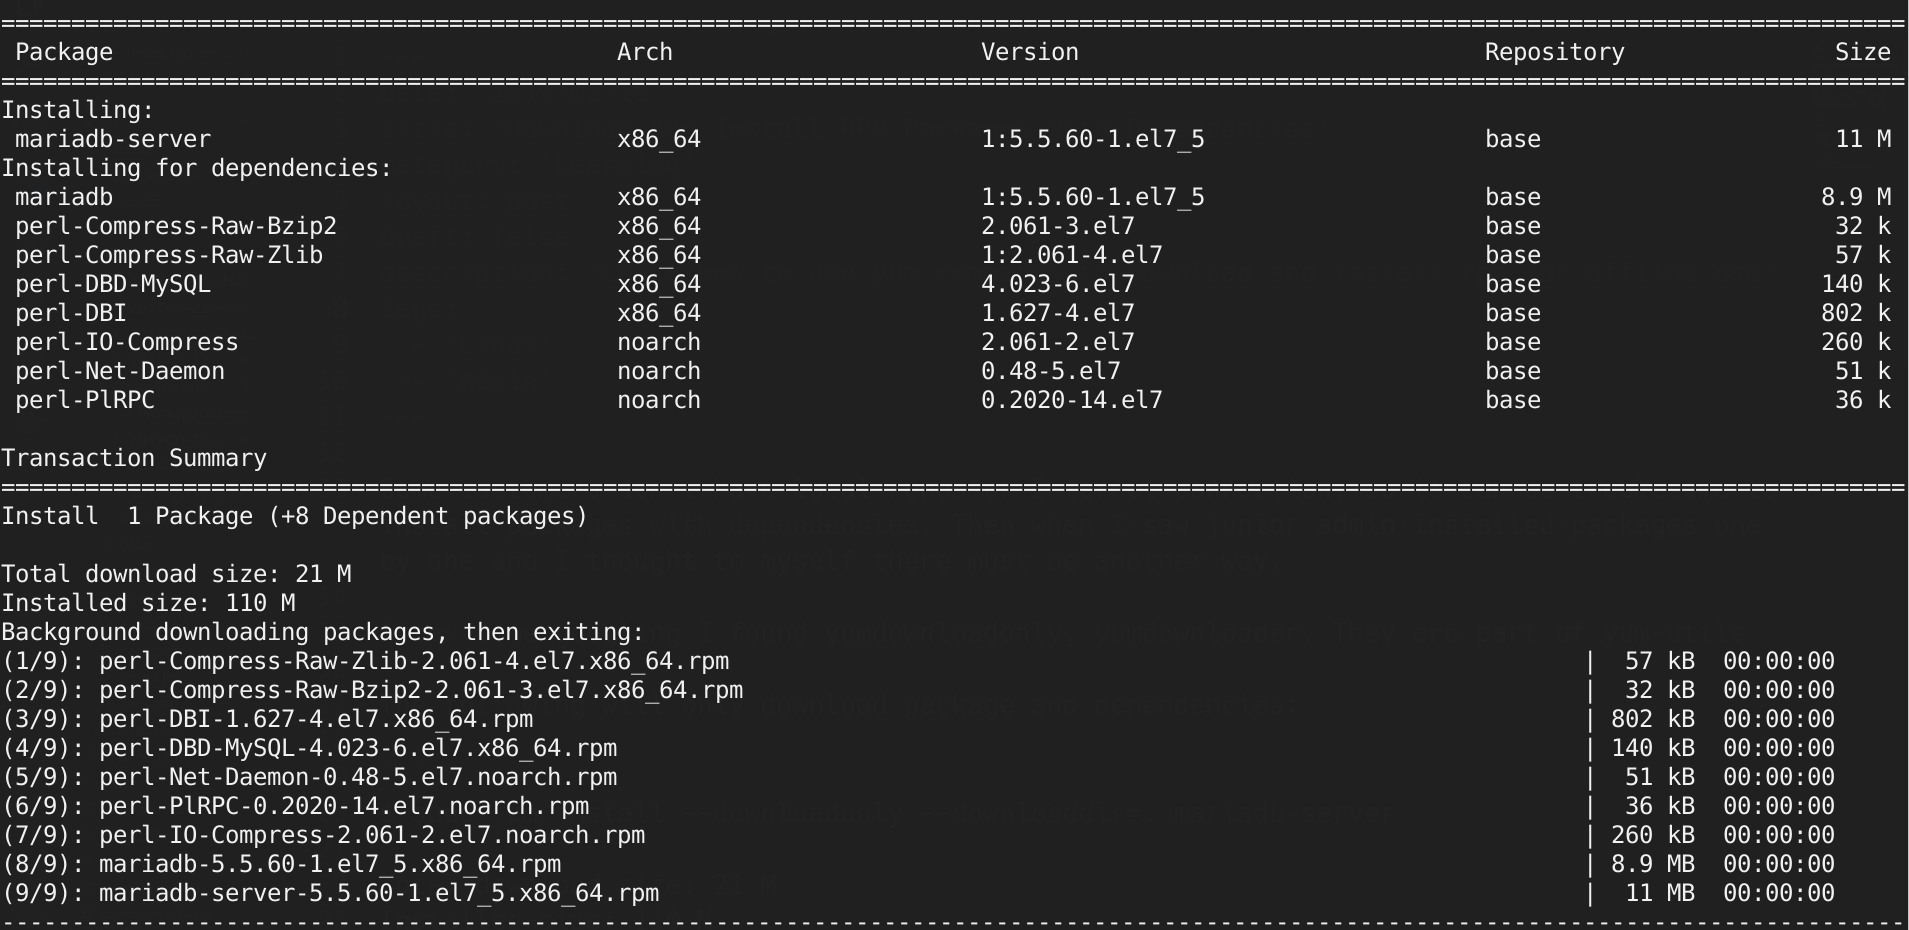 ================================================================================================================================
Package Arch Version Repository Size
================================================================================================================================
Installing:
mariadb-server x86_64 1:5.5.60-1.el7_5 base 11 M
Installing for dependencies:
mariadb x86_64 1:5.5.60-1.el7_5 base 8.9 M
perl-Compress-Raw-Bzip2 x86_64 2.061-3.el7 base 32 k
perl-Compress-Raw-Zlib x86_64 1:2.061-4.el7 base 57 k
perl-DBD-MySQL x86_64 4.023-6.el7 base 140 k
perl-DBI x86_64 1.627-4.el7 base 802 k
perl-IO-Compress noarch 2.061-2.el7 base 260 k
perl-Net-Daemon noarch 0.48-5.el7 base 51 k
perl-PlRPC noarch 0.2020-14.el7 base 36 k
Transaction Summary
================================================================================================================================
Install 1 Package (+8 Dependent packages)
Total download size: 21 M
Installed size: 110 M
Background downloading packages, then exiting:
(1/9): perl-Compress-Raw-Zlib-2.061-4.el7.x86_64.rpm | 57 kB 00:00:00
(2/9): perl-Compress-Raw-Bzip2-2.061-3.el7.x86_64.rpm | 32 kB 00:00:00
(3/9): perl-DBI-1.627-4.el7.x86_64.rpm | 802 kB 00:00:00
(4/9): perl-DBD-MySQL-4.023-6.el7.x86_64.rpm | 140 kB 00:00:00
(5/9): perl-Net-Daemon-0.48-5.el7.noarch.rpm | 51 kB 00:00:00
(6/9): perl-PlRPC-0.2020-14.el7.noarch.rpm | 36 kB 00:00:00
(7/9): perl-IO-Compress-2.061-2.el7.noarch.rpm | 260 kB 00:00:00
(8/9): mariadb-5.5.60-1.el7_5.x86_64.rpm | 8.9 MB 00:00:00
(9/9): mariadb-server-5.5.60-1.el7_5.x86_64.rpm | 11 MB 00:00:00
--------------------------------------------------------------------------------------------------------------------------------